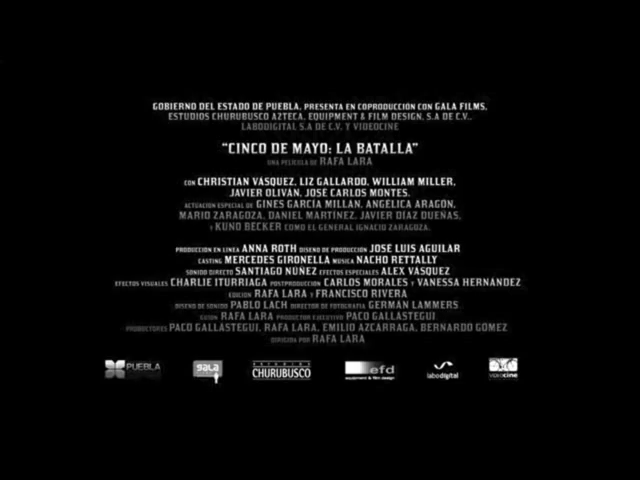 GOBIERNO DEL ESTADO DE PUEBLA, PRESENTA EN COPRODUCCIÓN CON GALA FILMS,
ESTUDIOS CHURUBUSCO AZTECA, EQUIPMENT & FILM DESIGN, S.A DE C.V.,
LABODIGITAL S.A DE C.V. Y VIDEOCINE
"CINCO DE MAYO: LA BATALLA"
UNA PELÍCULA DE RAFA LARA
CON CHRISTIAN VÁSQUEZ, LIZ GALLARDO, WILLIAM MILLER,
JAVIER OLIVÁN, JOSÉ CARLOS MONTES,
ACTUACIÓN ESPECIAL DE GINÉS GARCÍA MILLÁN, ANGÉLICA ARAGÓN,
MARIO ZARAGOZA, DANIEL MARTÍNEZ, JAVIER DÍAZ DUEÑAS,
Y KUNO BECKER COMO EL GENERAL IGNACIO ZARAGOZA.
PRODUCCIÓN EN LÍNEA ANNA ROTH DISEÑO DE PRODUCCIÓN JOSÉ LUIS AGUILAR
CASTING MERCEDES GIRONELLA MÚSICA NACHO RETTALLY
SONIDO DIRECTO SANTIAGO NÚÑEZ EFECTOS ESPECIALES ALEX VÁSQUEZ
EFECTOS VISUALES CHARLIE ITURRIAGA POSTPRODUCCIÓN CARLOS MORALES Y VANESSA HERNÁNDEZ
EDICIÓN RAFA LARA Y FRANCISCO RIVERA
DISEÑO DE SONIDO PABLO LACH DIRECTOR DE FOTOGRAFÍA GERMÁN LAMMERS
GUIÓN RAFA LARA PRODUCTOR EJECUTIVO PACO GALLÁSTEGUI
PRODUCTORES PACO GALLÁSTEGUI, RAFA LARA, EMILIO AZCÁRRAGA, BERNARDO GÓMEZ
DIRIGIDA POR RAFA LARA
PUEBLA
gala
ESTUDIOS
CHURUBUSCO
efd
equipment & film design
labodigital
videocine